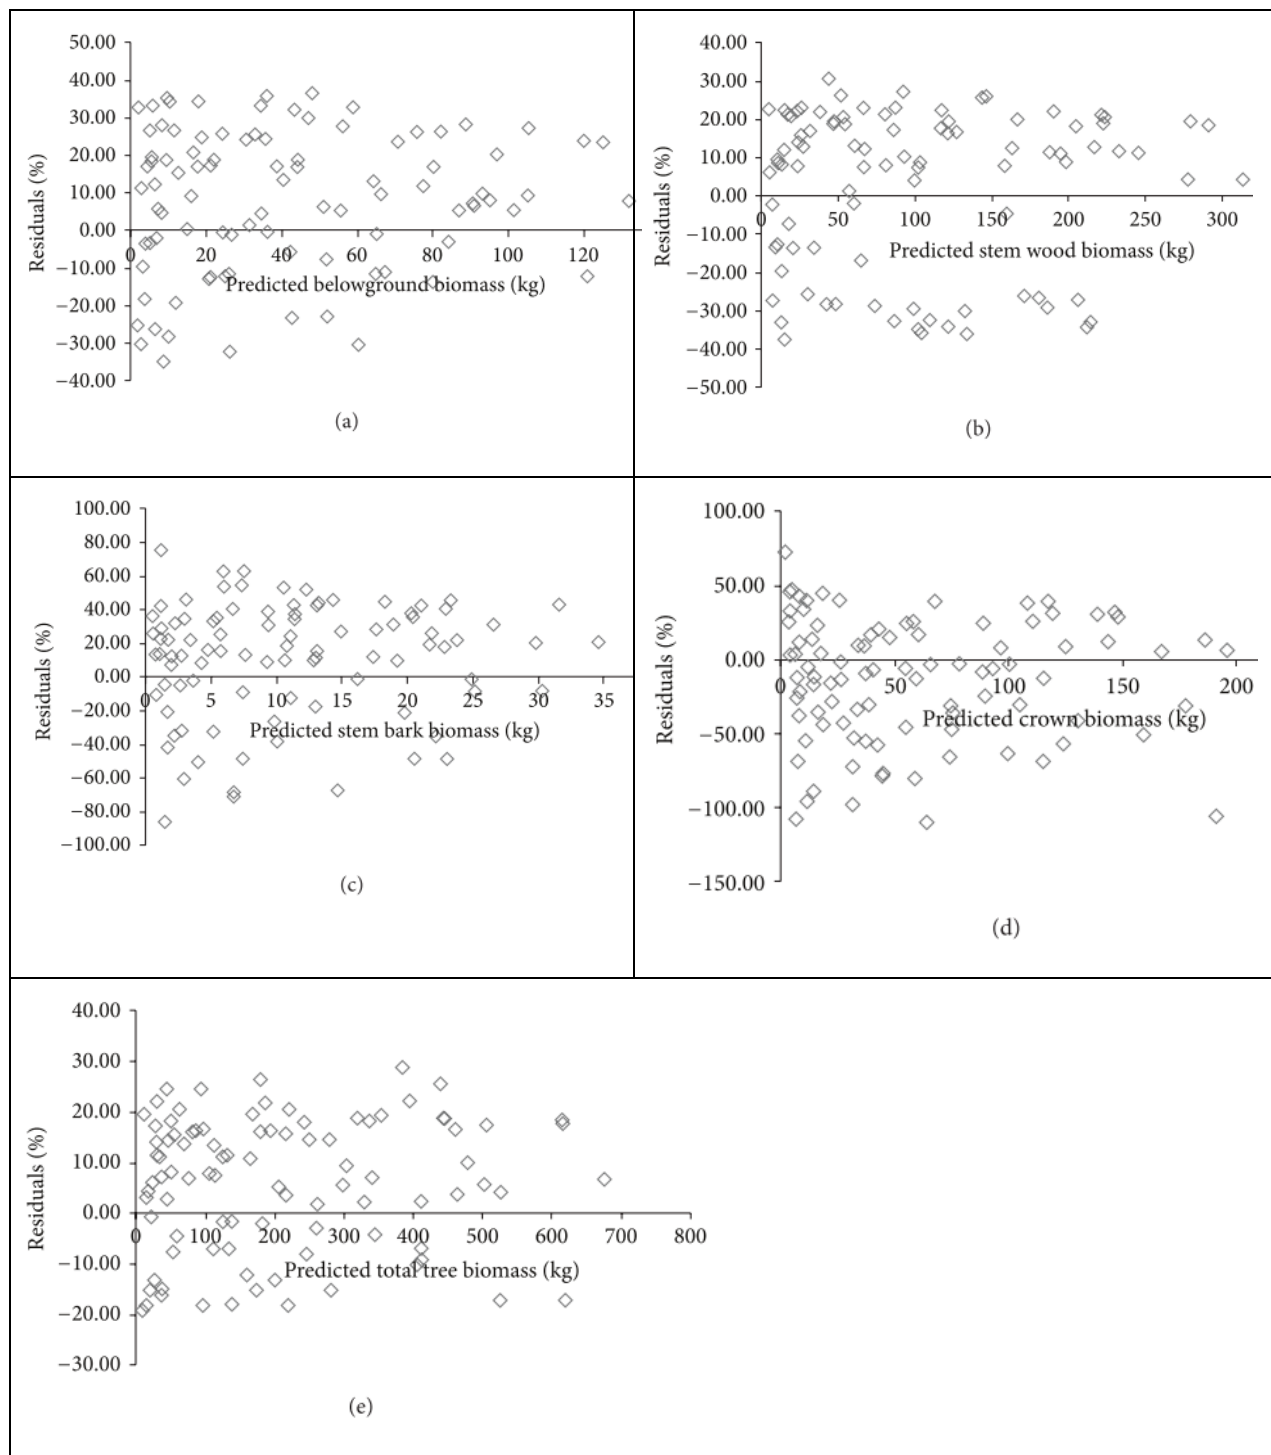 50.00
40.00
30.00
20.00
10.00
0.00
−10.00
−20.00
−30.00
−40.00
Residuals (%)
0 20 40 60 80 100 120
Predicted belowground biomass (kg)
(a)
40.00
30.00
20.00
10.00
0.00
−10.00
−20.00
−30.00
−40.00
−50.00
Residuals (%)
0 50 100 150 200 250 300
Predicted stem wood biomass (kg)
(b)
100.00
80.00
60.00
40.00
20.00
0.00
−20.00
−40.00
−60.00
−80.00
−100.00
Residuals (%)
0 5 10 15 20 25 30 35
Predicted stem bark biomass (kg)
(c)
100.00
50.00
0.00
−50.00
−100.00
−150.00
Residuals (%)
0 50 100 150 200
Predicted crown biomass (kg)
(d)
40.00
30.00
20.00
10.00
0.00
−10.00
−20.00
−30.00
Residuals (%)
0 100 200 300 400 500 600 700 800
Predicted total tree biomass (kg)
(e)